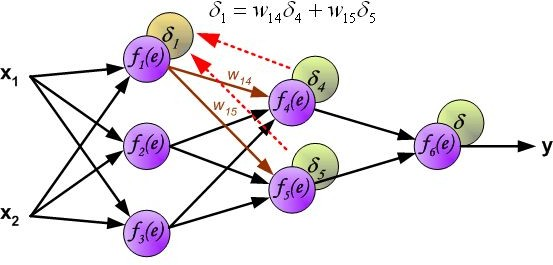 δ₁ = w₁₄δ₄ + w₁₅δ₅
δ₁
f₁(e)
x₁
w₁₄
δ₄
f₄(e)
w₁₅
δ
f₂(e)
f₆(e)
y
δ₅
f₅(e)
x₂
f₃(e)